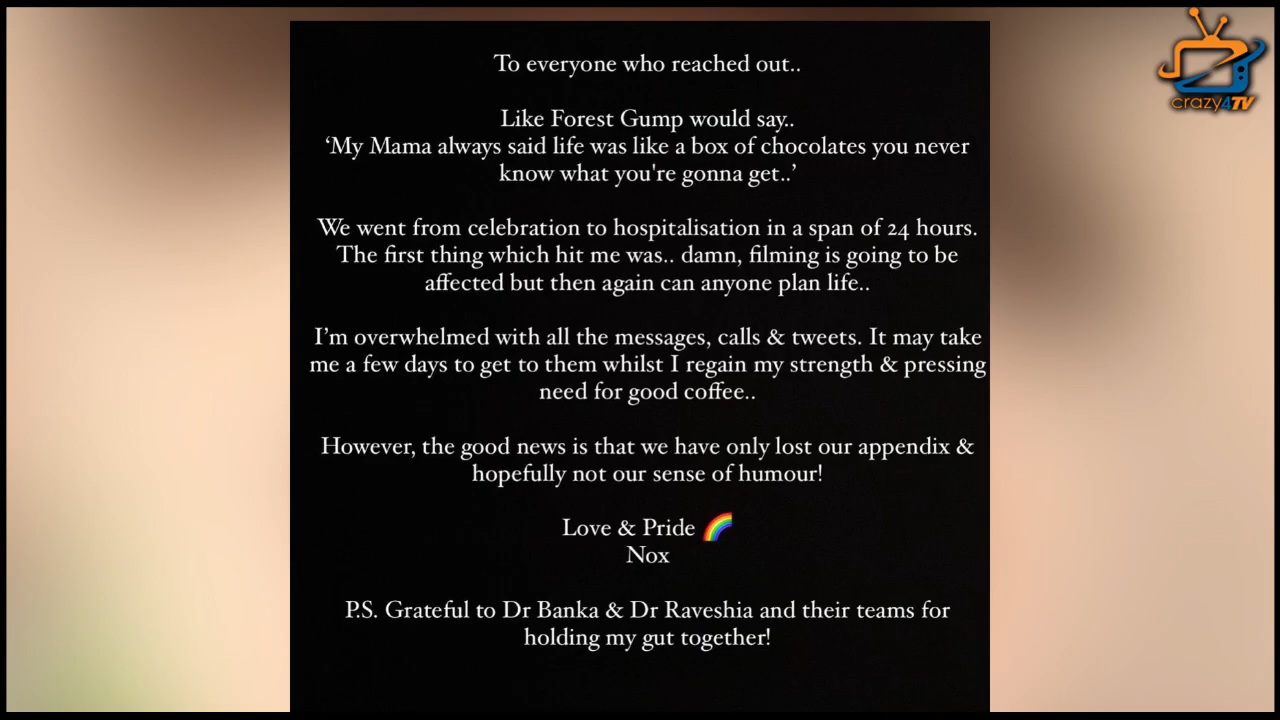 To everyone who reached out..
Like Forest Gump would say..
‘My Mama always said life was like a box of chocolates you never
know what you're gonna get..’
We went from celebration to hospitalisation in a span of 24 hours.
The first thing which hit me was.. damn, filming is going to be
affected but then again can anyone plan life..
I’m overwhelmed with all the messages, calls & tweets. It may take
me a few days to get to them whilst I regain my strength & pressing
need for good coffee..
However, the good news is that we have only lost our appendix &
hopefully not our sense of humour!
Love & Pride 🌈
Nox
P.S. Grateful to Dr Banka & Dr Raveshia and their teams for
holding my gut together!
crazy4TV